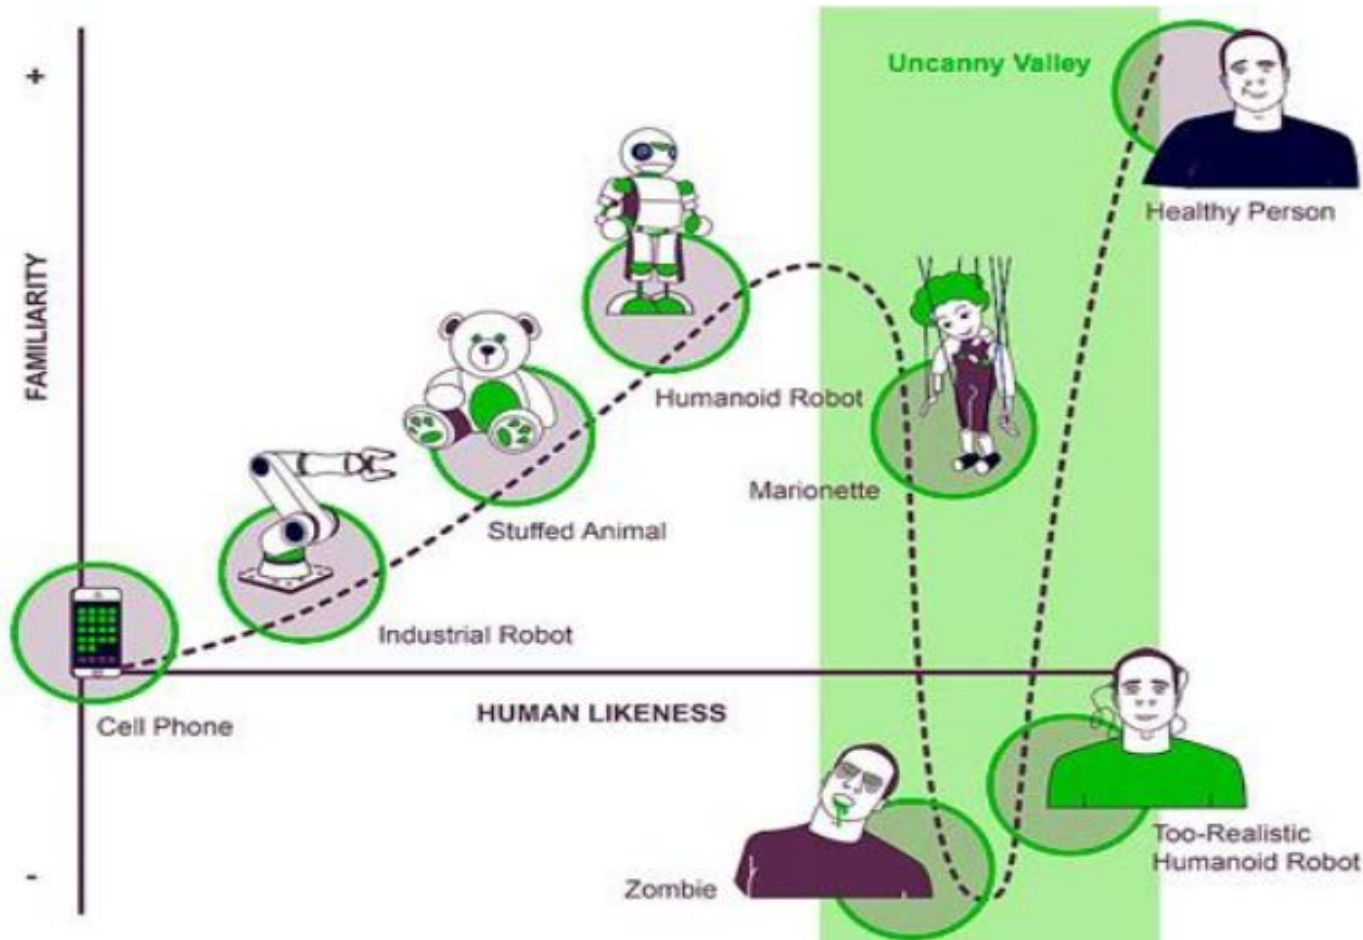 +
Uncanny Valley
Healthy Person
FAMILIARITY
Humanoid Robot
Marionette
Stuffed Animal
Industrial Robot
HUMAN LIKENESS
Cell Phone
Too-Realistic
Humanoid Robot
-
Zombie